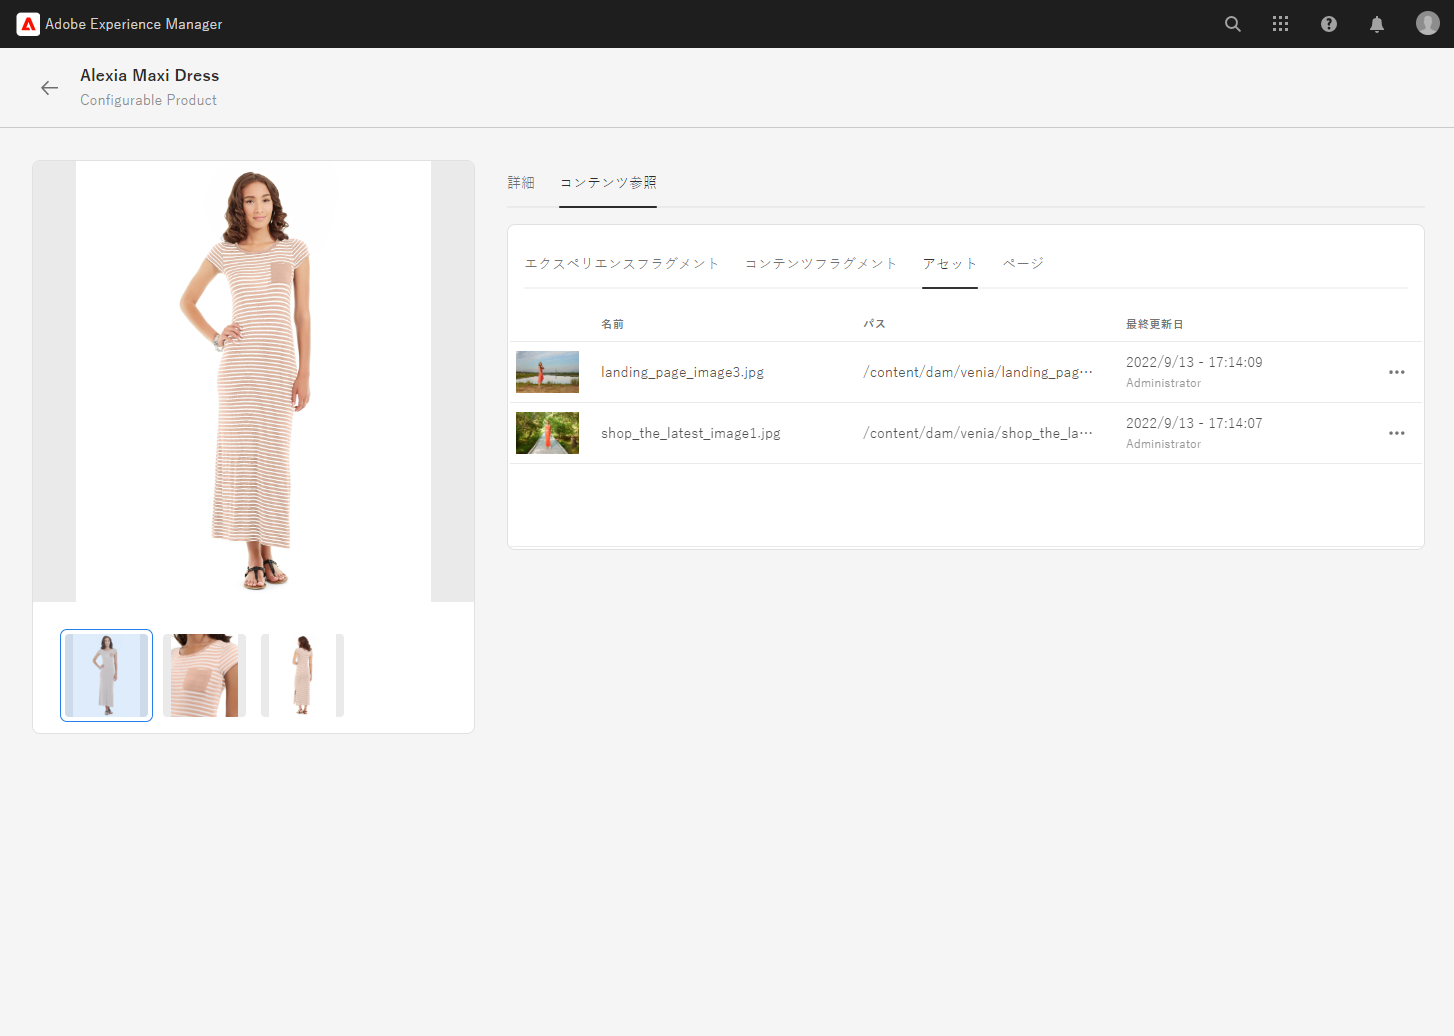 Adobe Experience Manager
Alexia Maxi Dress
Configurable Product
詳細 コンテンツ参照
エクスペリエンスフラグメント コンテンツフラグメント アセット ページ
名前 パス 最終更新日
landing_page_image3.jpg /content/dam/venia/landing_pag… 2022/9/13 - 17:14:09
Administrator
shop_the_latest_image1.jpg /content/dam/venia/shop_the_la… 2022/9/13 - 17:14:07
Administrator